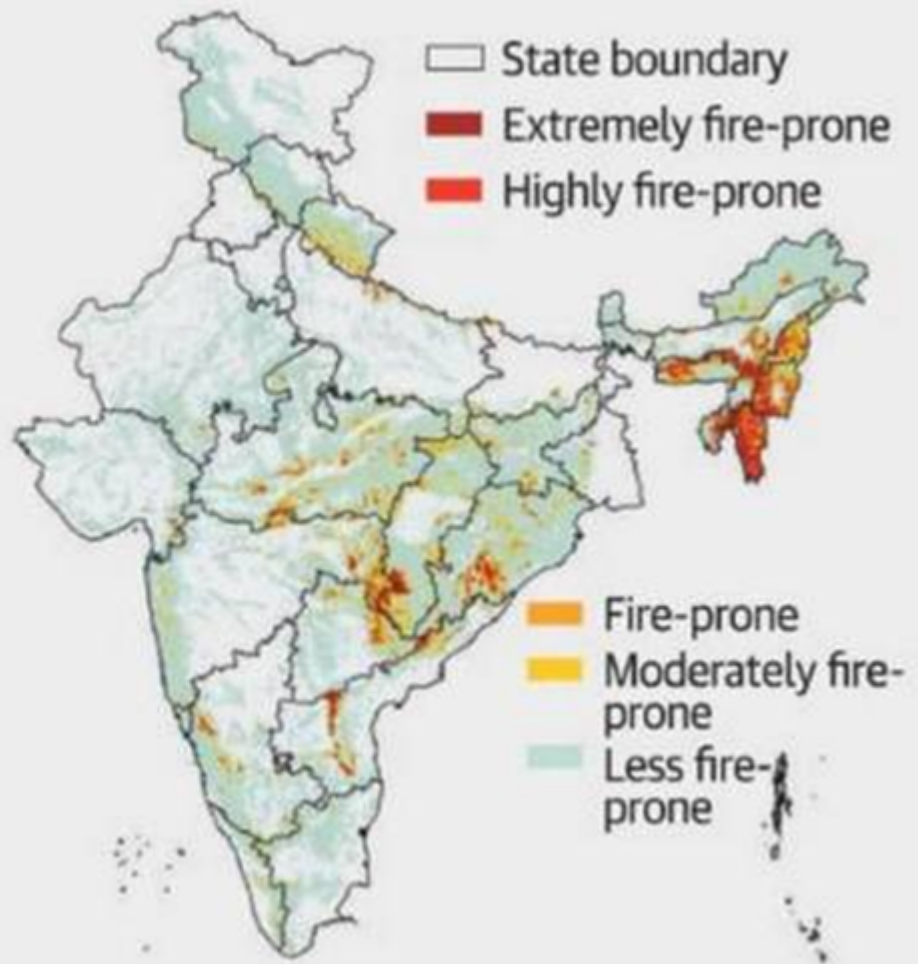 State boundary
Extremely fire-prone
Highly fire-prone
Fire-prone
Moderately fire-
prone
Less fire-
prone